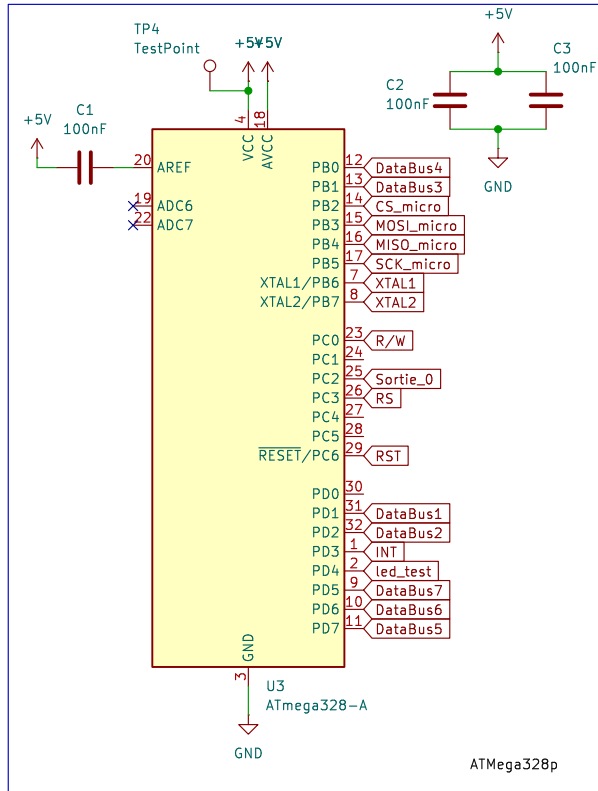 TP4
TestPoint
+5V
+5V
+5V
C1
100nF
+5V
C2
100nF
C3
100nF
GND
4
VCC
18
AVCC
20 AREF
19 ADC6
22 ADC7
PB0 12 DataBus4
PB1 13 DataBus3
PB2 14 CS_micro
PB3 15 MOSI_micro
PB4 16 MISO_micro
PB5 17 SCK_micro
XTAL1/PB6 7 XTAL1
XTAL2/PB7 8 XTAL2
PC0 23 R/W
PC1 24
PC2 25 Sortie_0
PC3 26 RS
PC4 27
PC5 28
RESET/PC6 29 RST
PD0 30
PD1 31 DataBus1
PD2 32 DataBus2
PD3 1 INT
PD4 2 led_test
PD5 9 DataBus7
PD6 10 DataBus6
PD7 11 DataBus5
GND
3
U3
ATmega328-A
GND
ATMega328p